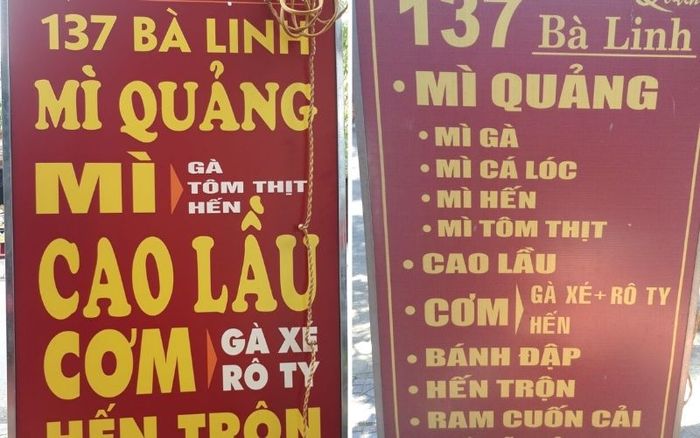 137 BÀ LINH
MÌ QUẢNG
MÌ GÀ
TÔM THỊT
HẾN
CAO LẦU
CƠM GÀ XÉ
RÔ TY
HẾN TRỘN
Quán
137 Bà Linh
• MÌ QUẢNG
• MÌ GÀ
• MÌ CÁ LÓC
• MÌ HẾN
• MÌ TÔM THỊT
• CAO LẦU
• CƠM GÀ XÉ + RÔ TY
HẾN
• BÁNH ĐẬP
• HẾN TRỘN
• RAM CUỐN CẢI